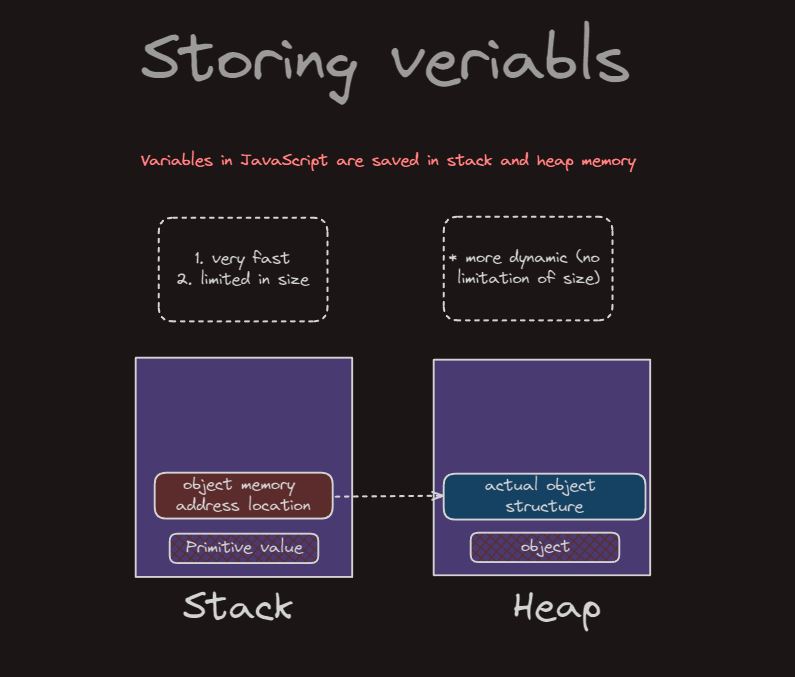 Storing veriabls
Variables in JavaScript are saved in stack and heap memory
1. very fast
2. limited in size
* more dynamic (no
limitation of size)
object memory
address location
Primitive value
actual object
structure
object
Stack
Heap